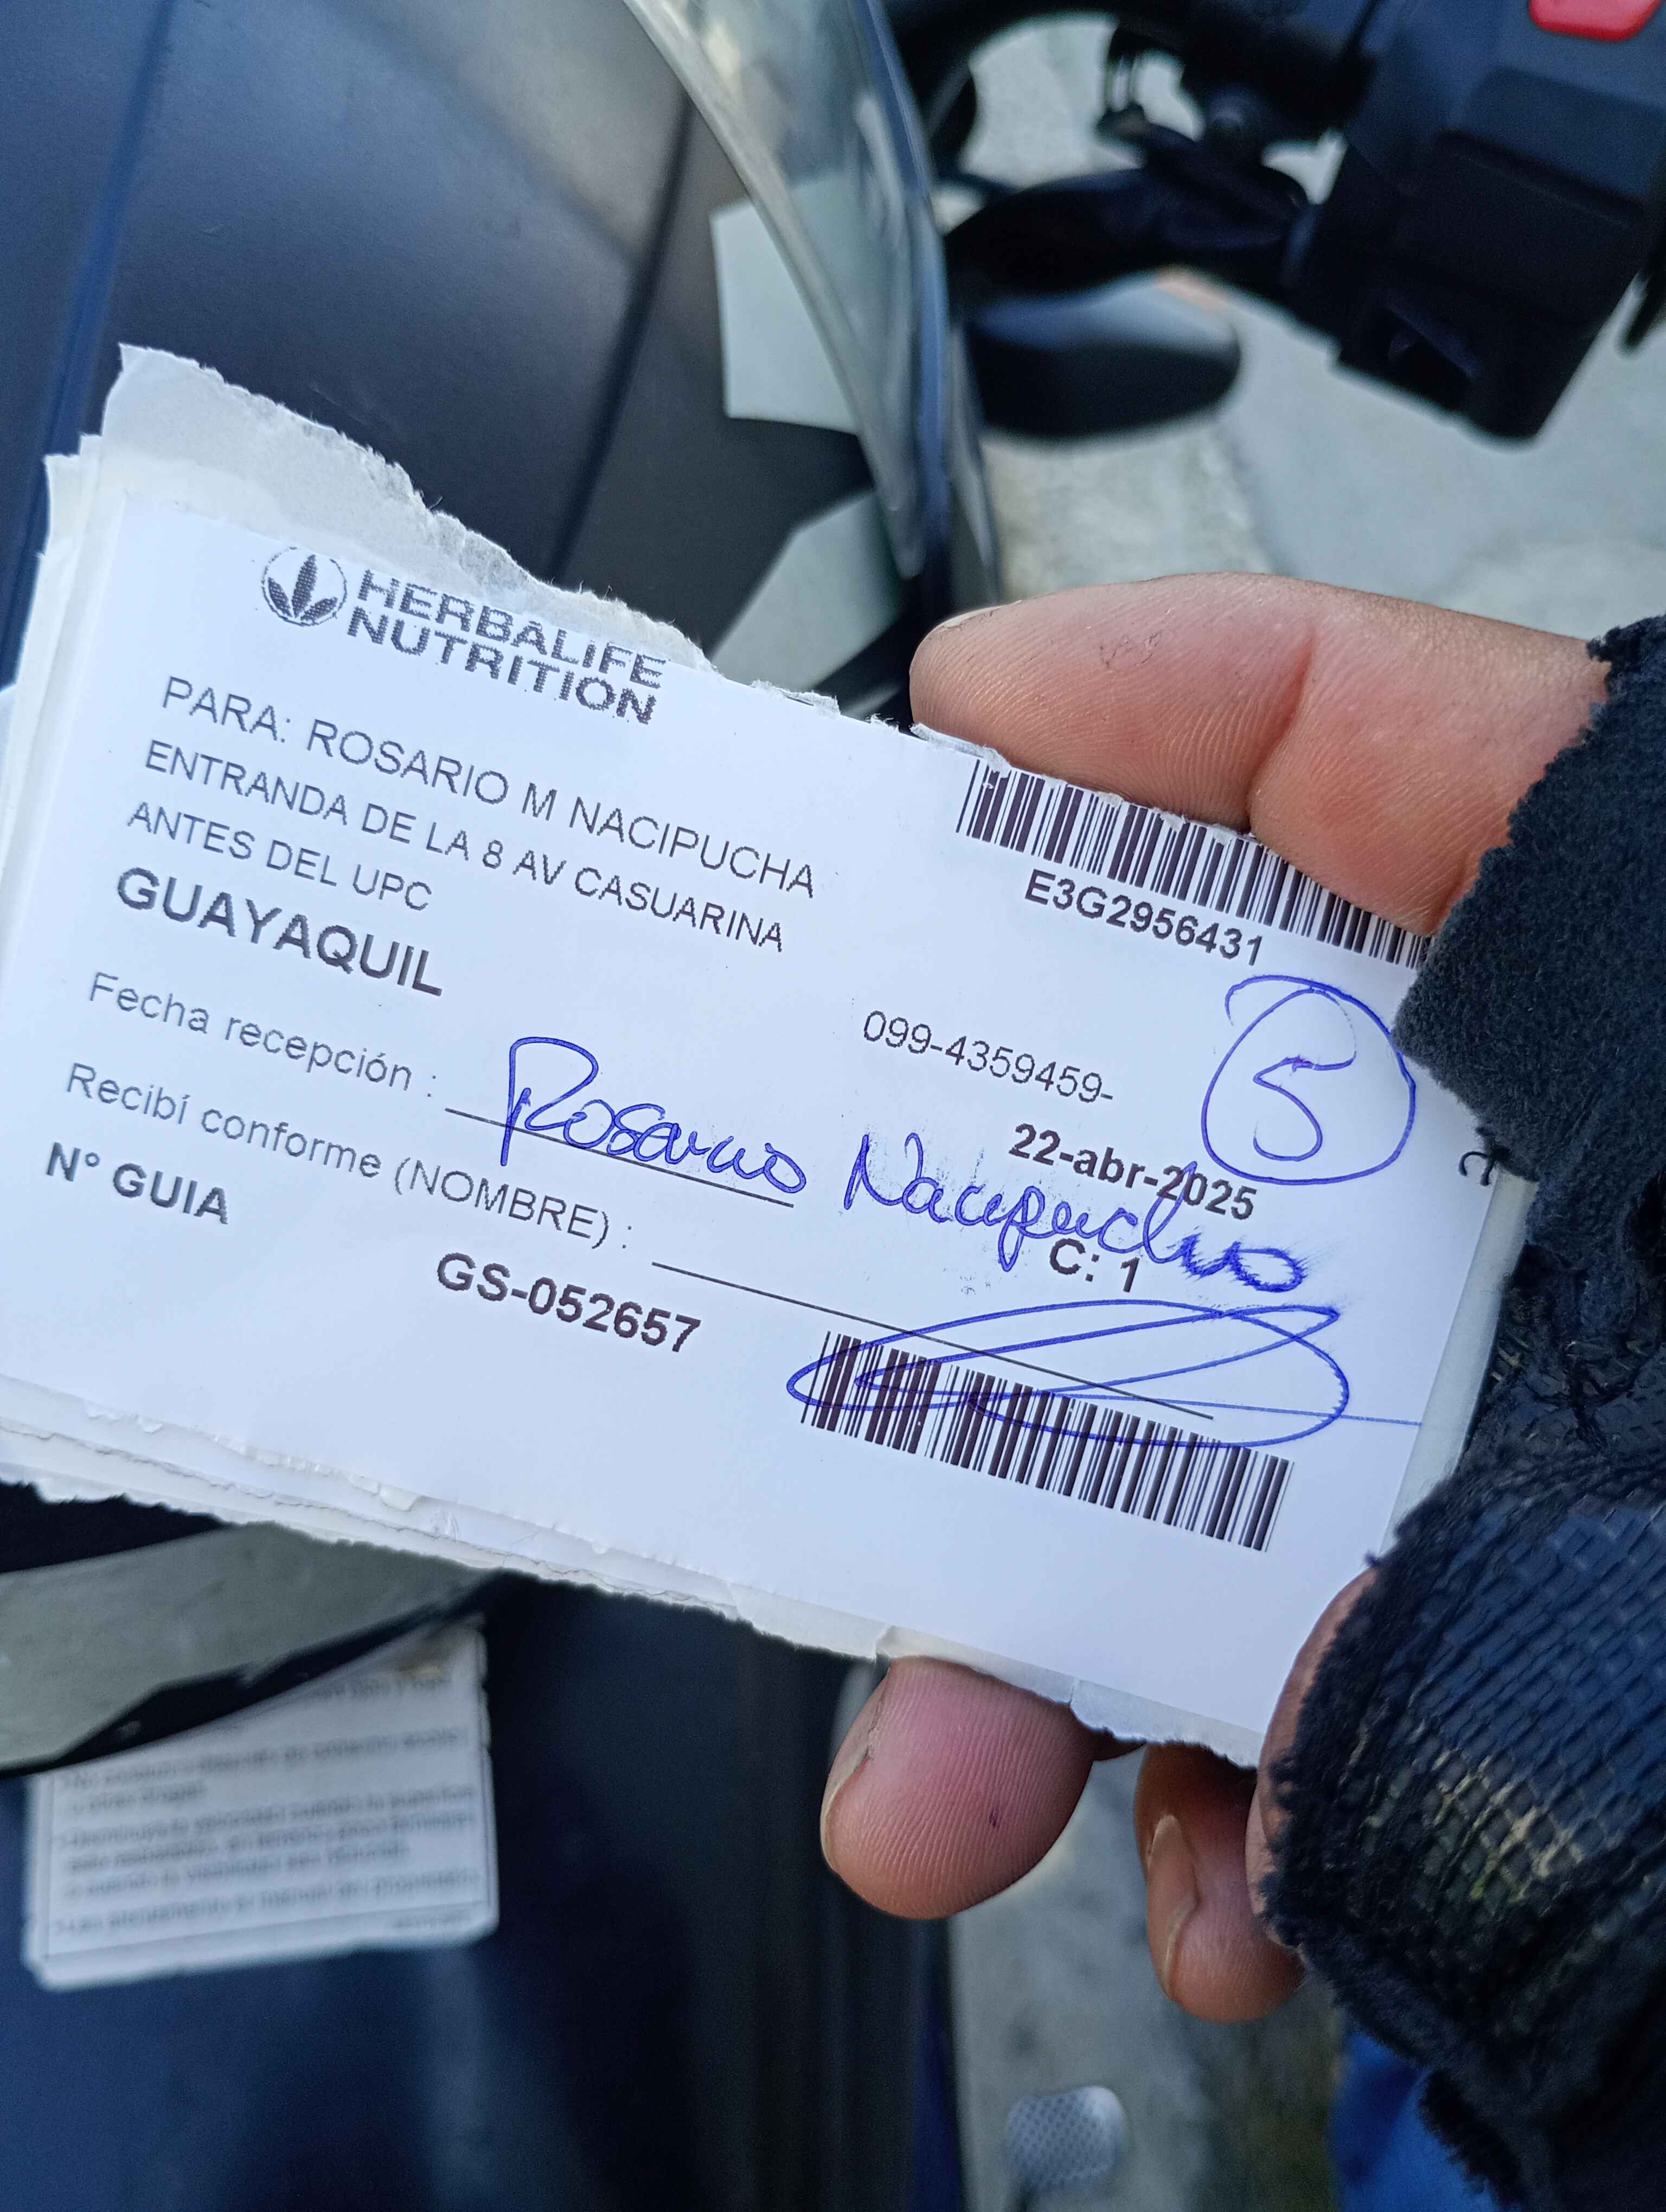 HERBALIFE
NUTRITION
PARA: ROSARIO M NACIPUCHA
ENTRANDA DE LA 8 AV CASUARINA
ANTES DEL UPC
GUAYAQUIL
E3G2956431
099-4359459-
5
22-abr-2025
Fecha recepción :
Rosario Nacipucha
C: 1
Recibí conforme (NOMBRE) :
N° GUIA
GS-052657